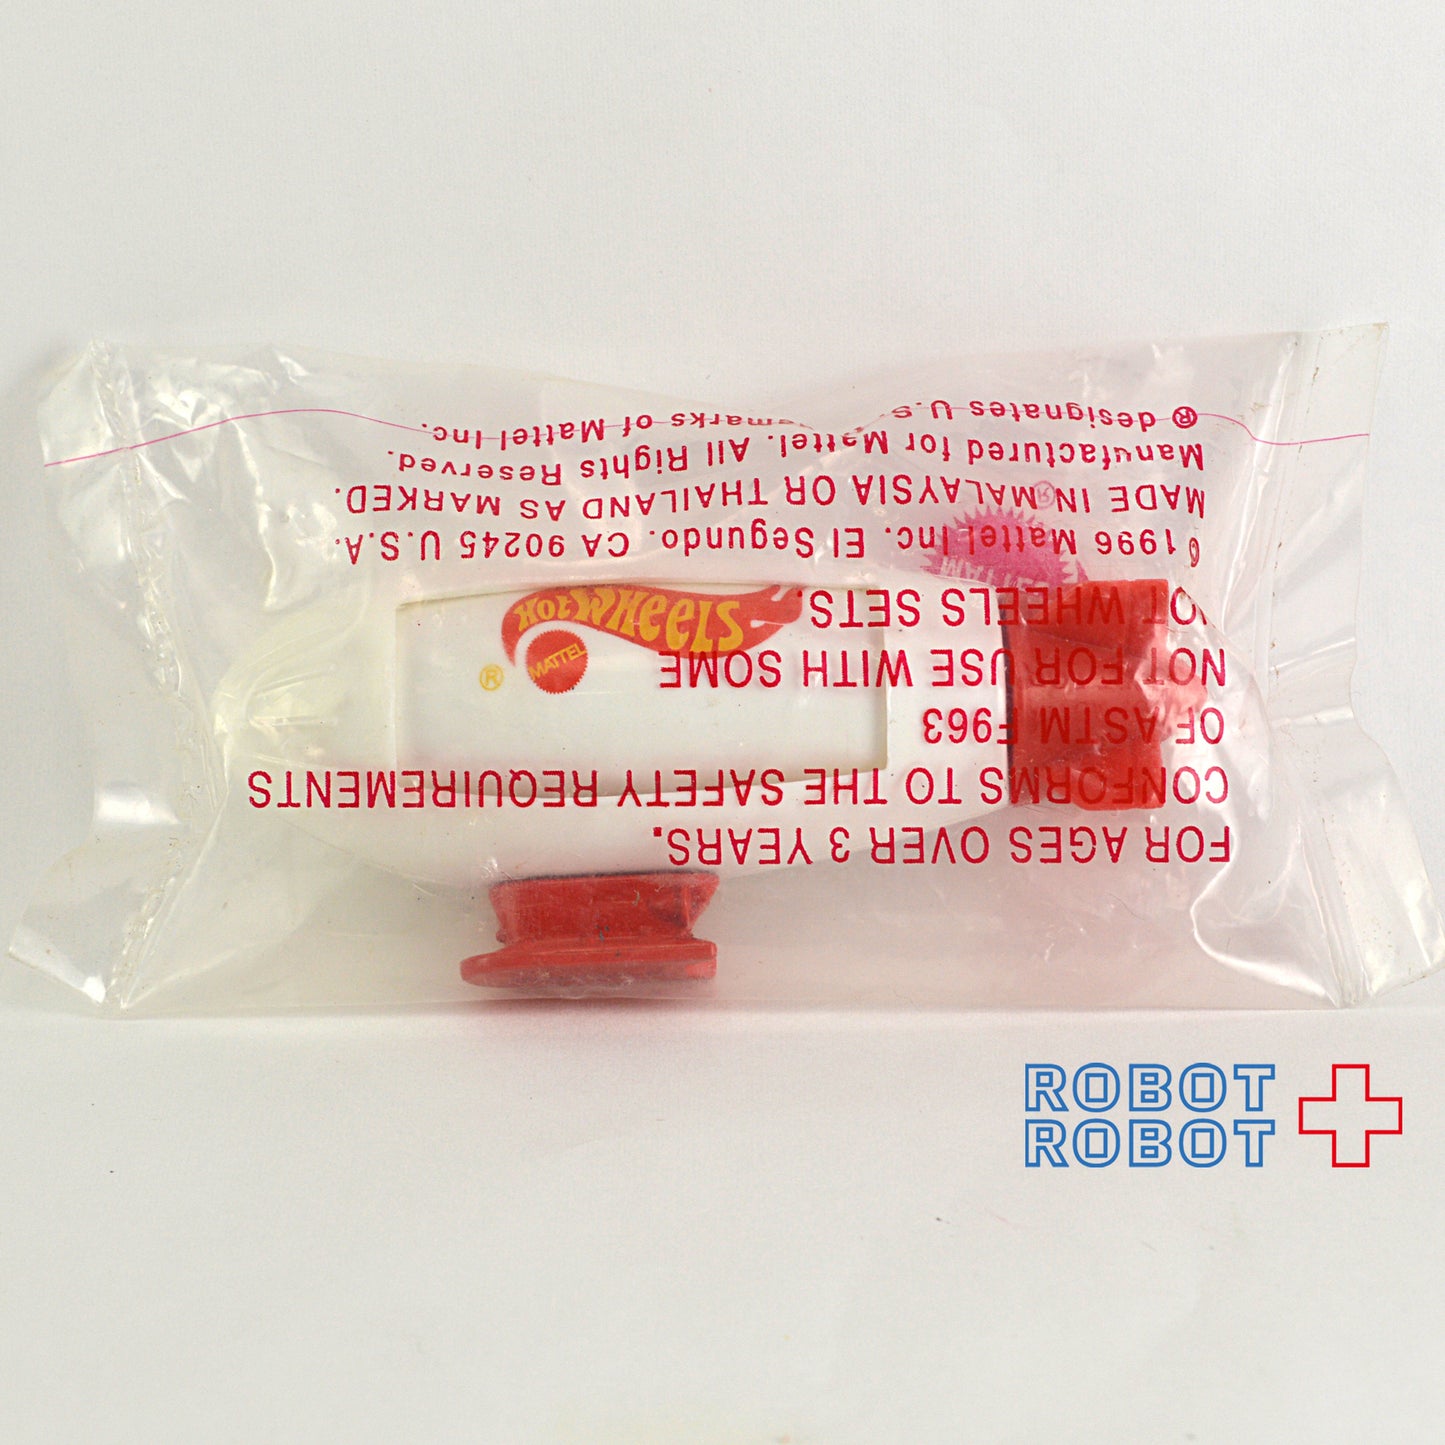 FOR AGES OVER 3 YEARS.
CONFORMS TO THE SAFETY REQUIREMENTS
OF ASTM F963
NOT FOR USE WITH SOME
HOT WHEELS SETS.
©1996 Mattel Inc. El Segundo. CA 90245 U.S.A.
MADE IN MALAYSIA OR THAILAND AS MARKED.
Manufactured for Mattel. All Rights Reserved.
® designates U.S. of Mattel Inc.
MATTEL
®
HOT WHEELS
MATTEL
®
ROBOT
ROBOT